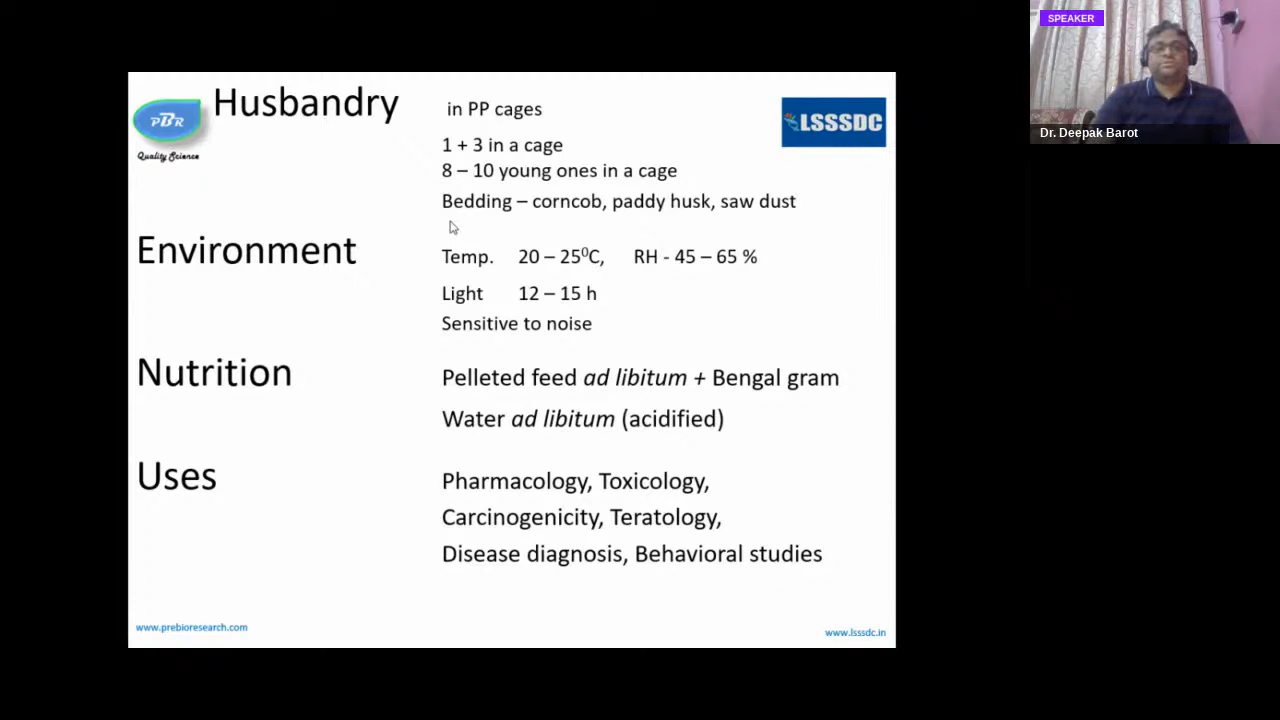 SPEAKER
Dr. Deepak Barot
PBR
Quality Science
LSSSDC
Husbandry in PP cages
1 + 3 in a cage
8 – 10 young ones in a cage
Bedding – corncob, paddy husk, saw dust
Environment
Temp. 20 – 25⁰C, RH - 45 – 65 %
Light 12 – 15 h
Sensitive to noise
Nutrition
Pelleted feed ad libitum + Bengal gram
Water ad libitum (acidified)
Uses
Pharmacology, Toxicology,
Carcinogenicity, Teratology,
Disease diagnosis, Behavioral studies
www.prebioresearch.com
www.lsssdc.in